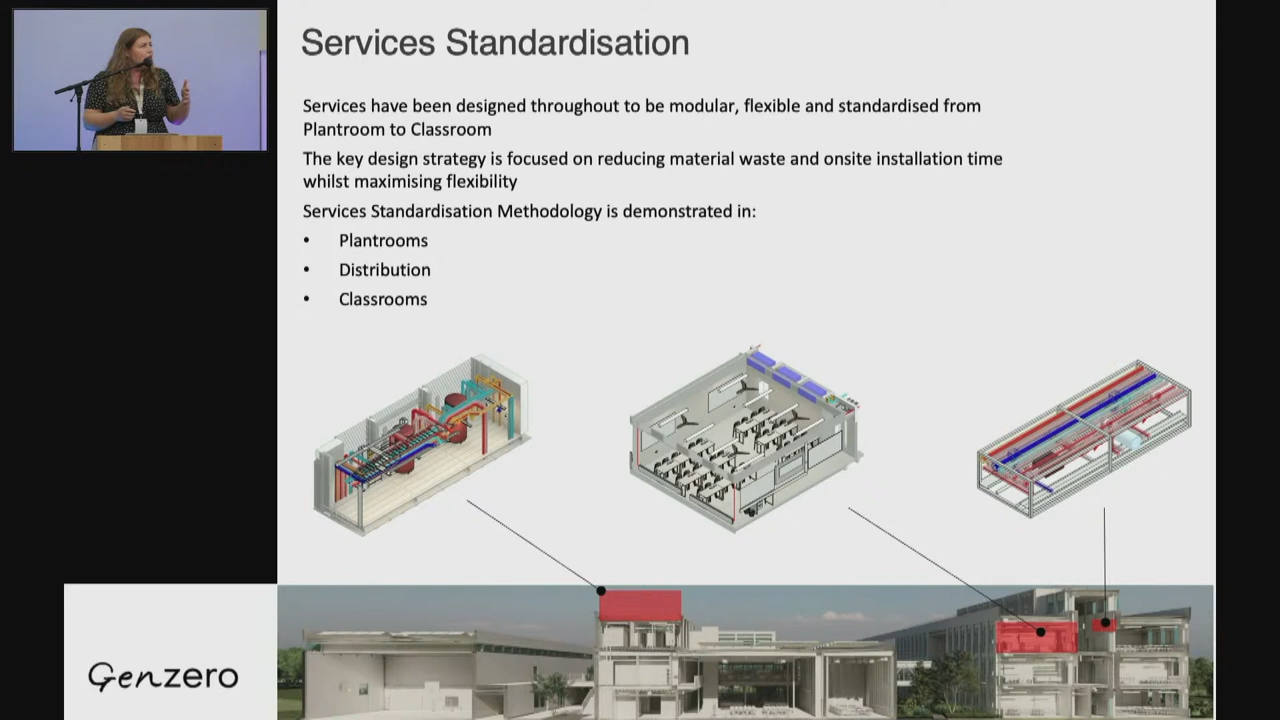 Services Standardisation
Services have been designed throughout to be modular, flexible and standardised from
Plantroom to Classroom
The key design strategy is focused on reducing material waste and onsite installation time
whilst maximising flexibility
Services Standardisation Methodology is demonstrated in:
• Plantrooms
• Distribution
• Classrooms
Genzero